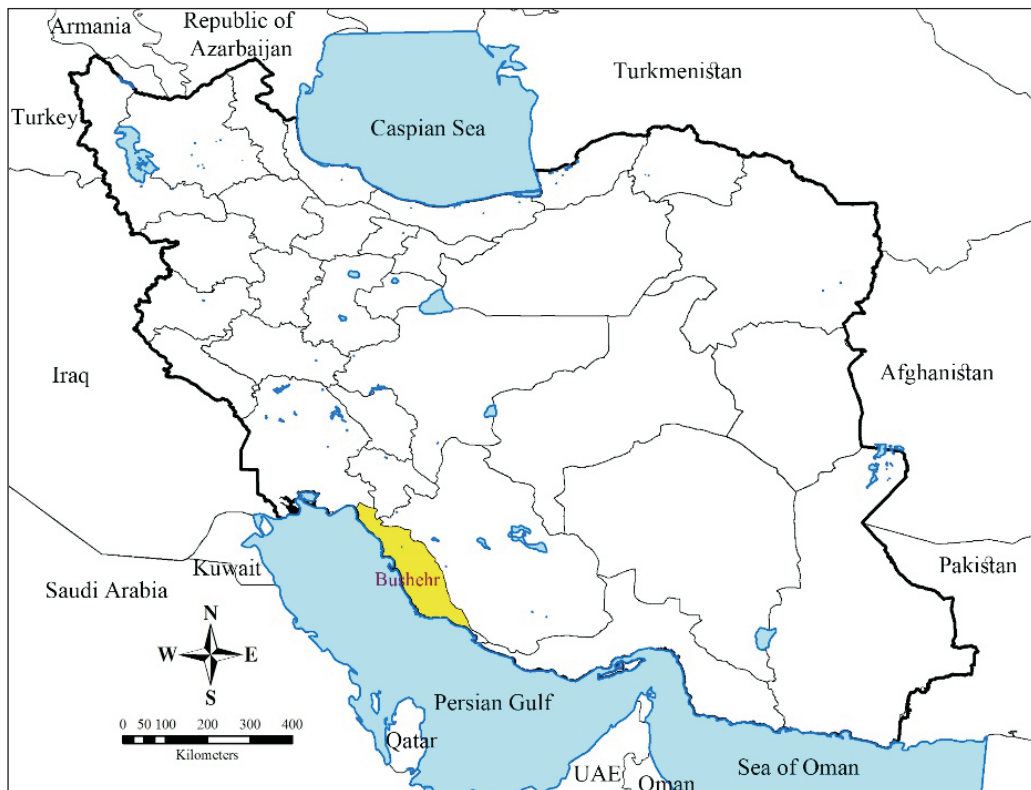 Armania
Republic of
Azarbaijan
Turkmenistan
Turkey
Caspian Sea
Iraq
Afghanistan
Kuwait
Bushehr
Pakistan
Saudi Arabia
N
W E
S
Persian Gulf
0 50 100 200 300 400
Kilometers
Qatar
UAE
Oman
Sea of Oman